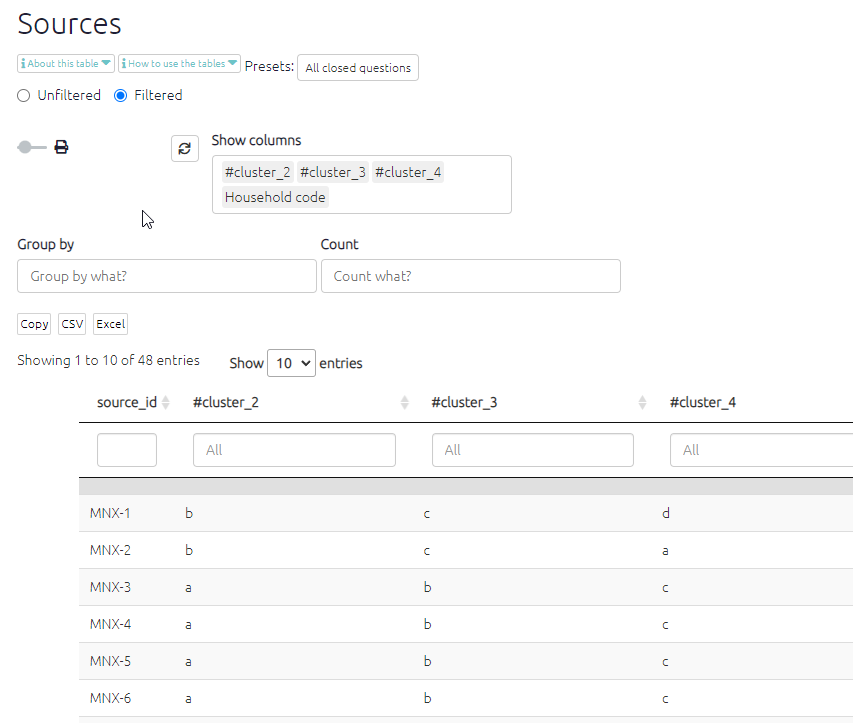 Sources
About this table How to use the tables Presets: All closed questions
Unfiltered Filtered
Show columns
#cluster_2 #cluster_3 #cluster_4
Household code
Group by Count
Group by what? Count what?
Copy CSV Excel
Showing 1 to 10 of 48 entries Show 10 entries
source_id #cluster_2 #cluster_3 #cluster_4
All All All
MNX-1 b c d
MNX-2 b c a
MNX-3 a b c
MNX-4 a b c
MNX-5 a b c
MNX-6 a b c